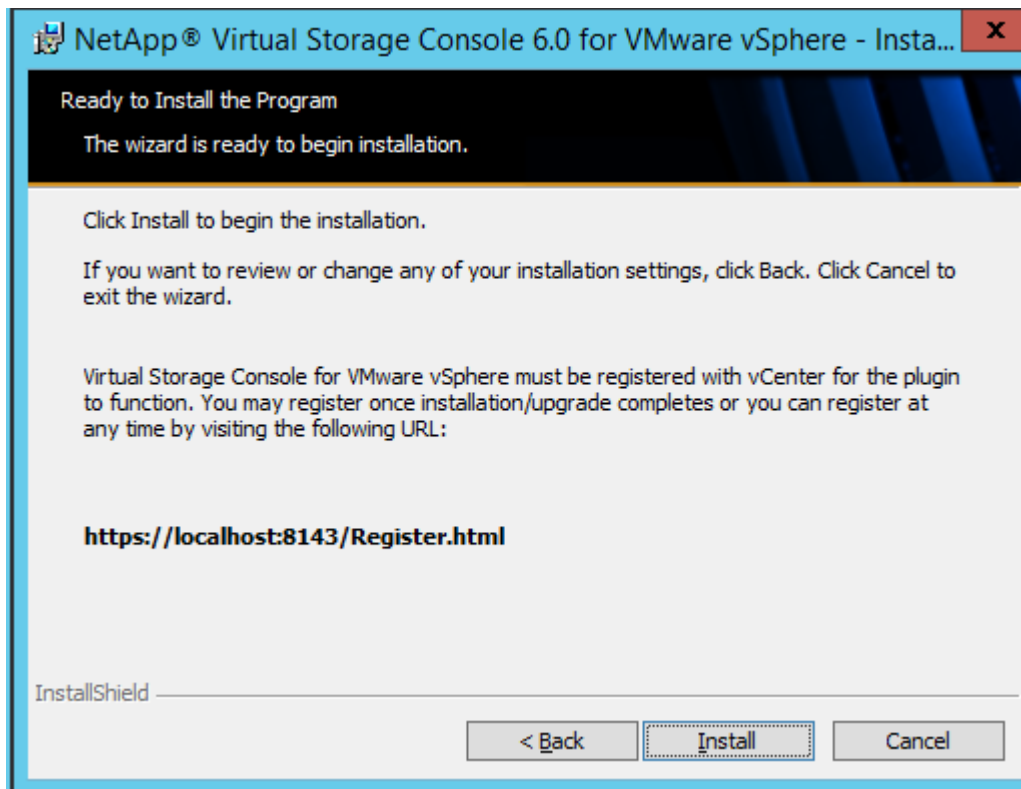 NetApp® Virtual Storage Console 6.0 for VMware vSphere - Insta...
x
Ready to Install the Program
The wizard is ready to begin installation.
Click Install to begin the installation.
If you want to review or change any of your installation settings, click Back. Click Cancel to
exit the wizard.
Virtual Storage Console for VMware vSphere must be registered with vCenter for the plugin
to function. You may register once installation/upgrade completes or you can register at
any time by visiting the following URL:
https://localhost:8143/Register.html
InstallShield
< Back Install Cancel